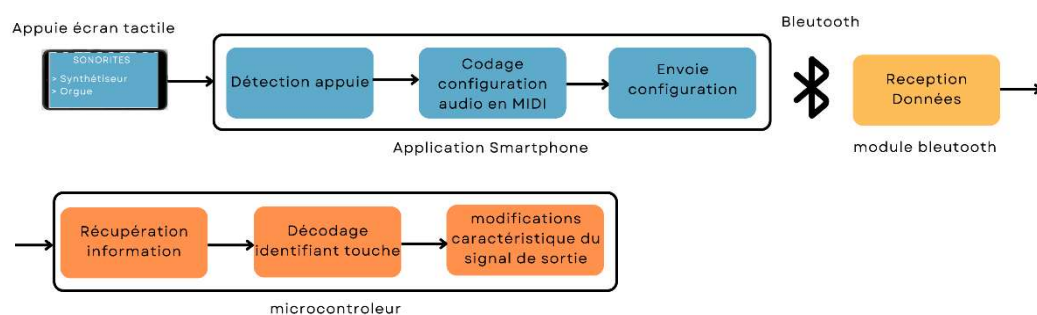 Appuie écran tactile
SONORITES
> Synthétiseur
> Orgue
Détection appuie
Codage
configuration
audio en MIDI
Envoie
configuration
Application Smartphone
Bleutooth
Reception
Données
module bleutooth
Récupération
information
Décodage
identifiant touche
modifications
caractéristique du
signal de sortie
microcontroleur